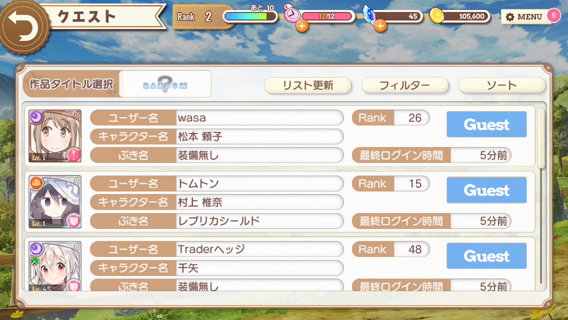 クエスト Rank 2 あと 10 12/12 45 105,600 MENU 6
作品タイトル選択 RANDOM リスト更新 フィルター ソート
ユーザー名 wasa Rank 26 Guest
キャラクター名 松本 頼子
Lv. 1 ぶき名 装備無し 最終ログイン時間 5分前
ユーザー名 トムトン Rank 15 Guest
キャラクター名 村上 椎奈
Lv. 1 ぶき名 レプリカシールド 最終ログイン時間 5分前
ユーザー名 Traderヘッジ Rank 48 Guest
キャラクター名 千矢
Lv. 1 ぶき名 装備無し 最終ログイン時間 5分前